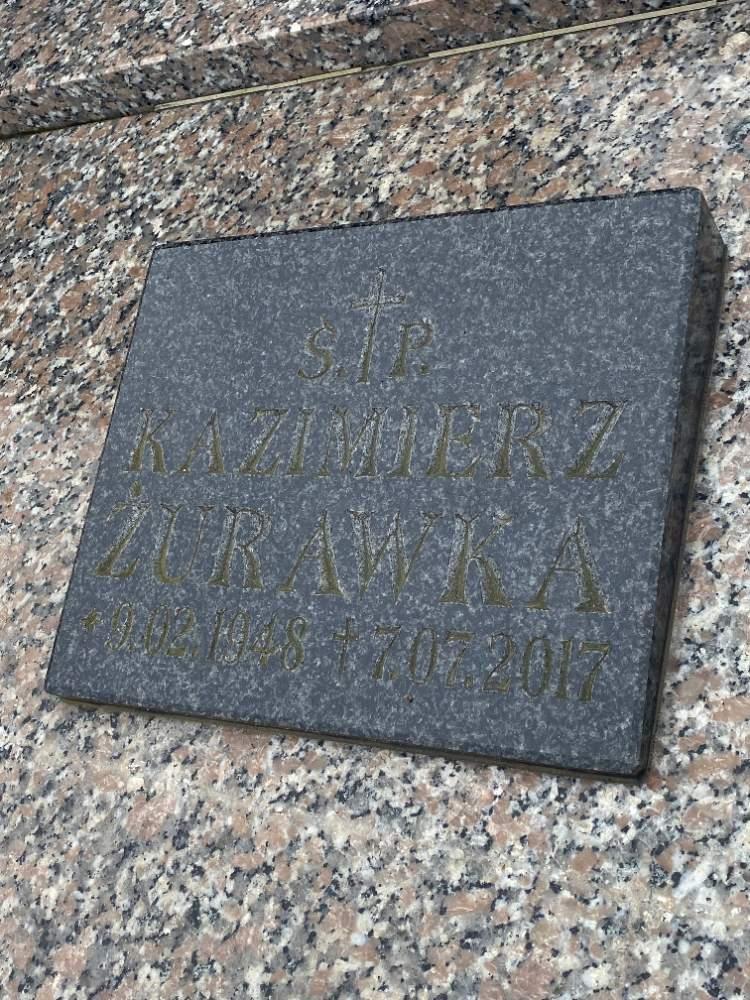 Ś.P.
KAZIMIERZ
ŻURAWKA
* 9.02.1948 † 7.07.2017